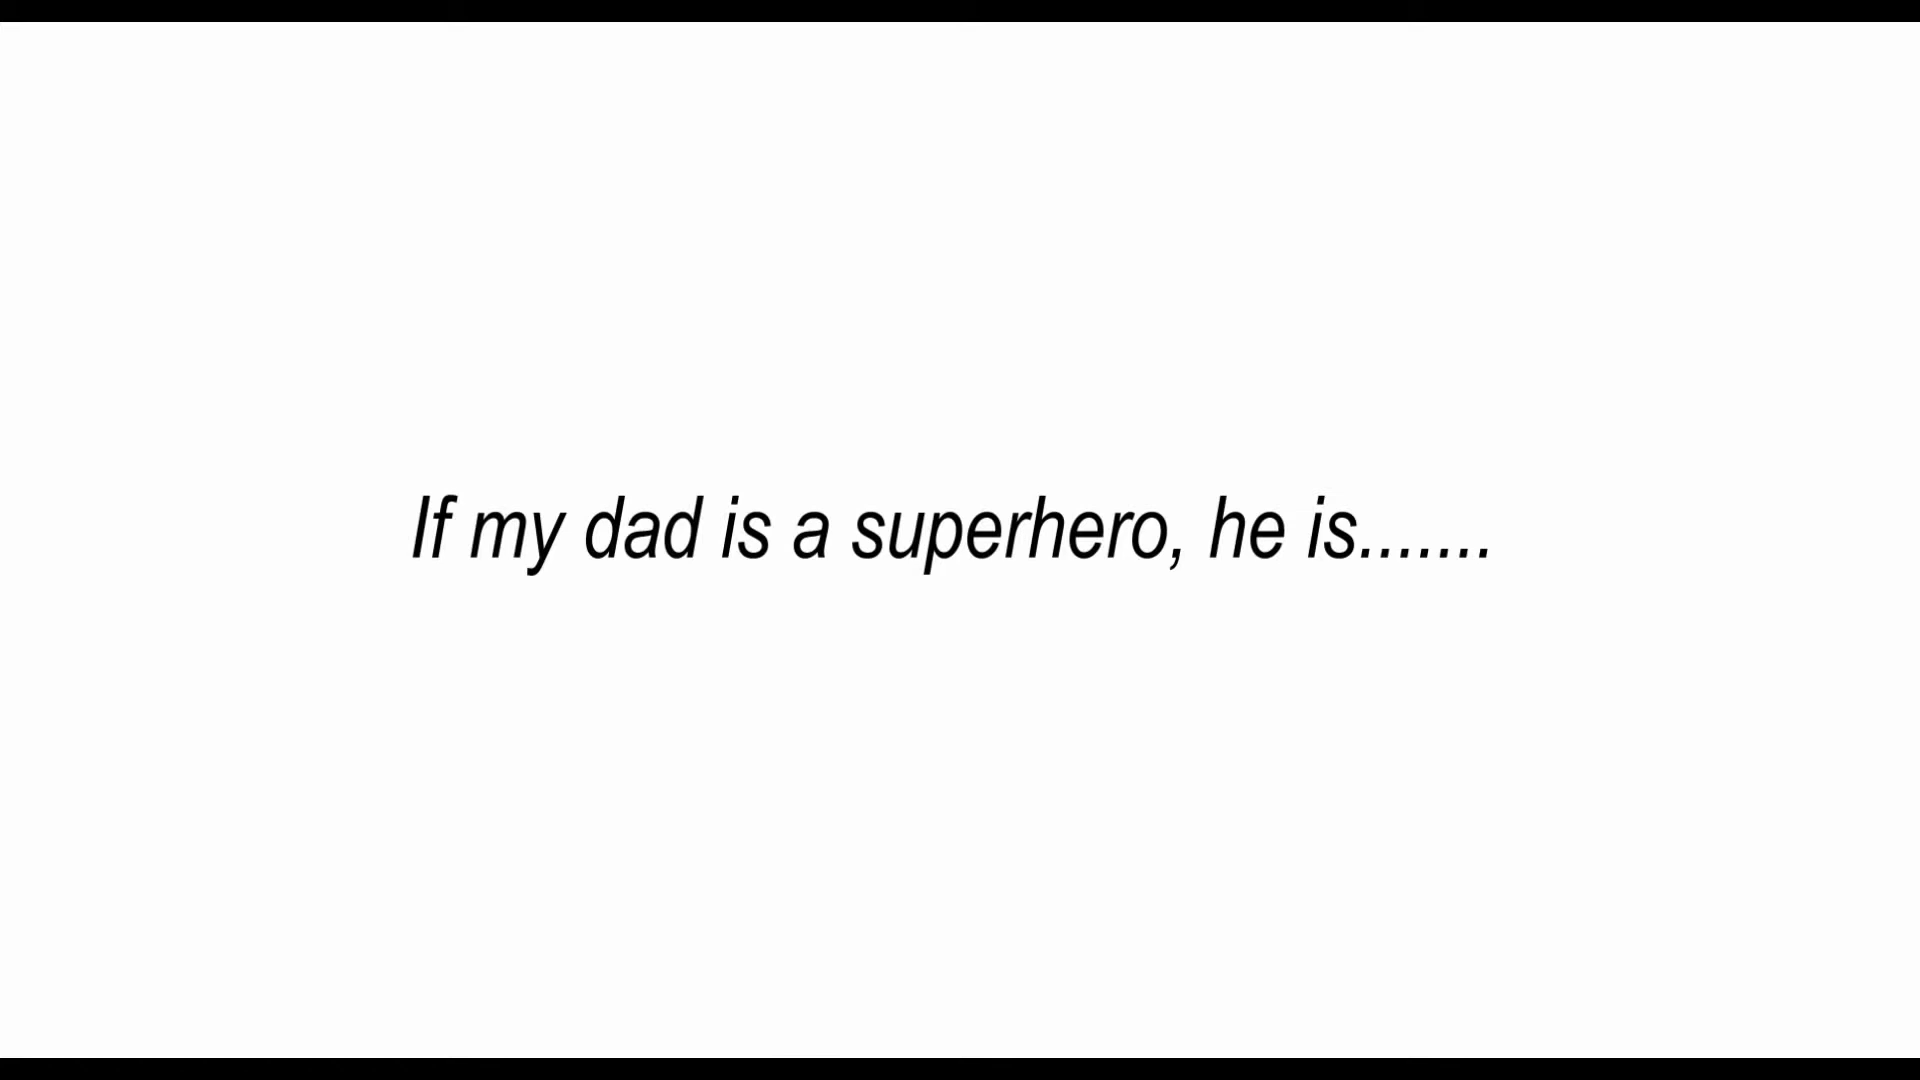 If my dad is a superhero, he is.......